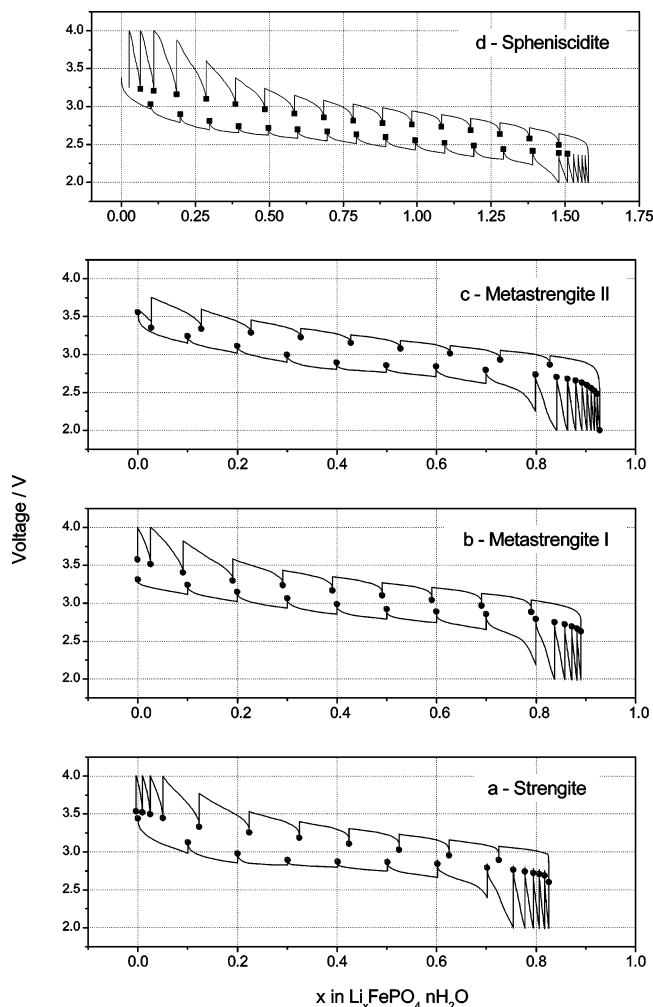 d - Spheniscidite
4.0
3.5
3.0
2.5
2.0
0.00 0.25 0.50 0.75 1.00 1.25 1.50 1.75
c - Metastrengite II
4.0
3.5
3.0
2.5
2.0
0.0 0.2 0.4 0.6 0.8 1.0
Voltage / V
b - Metastrengite I
4.0
3.5
3.0
2.5
2.0
0.0 0.2 0.4 0.6 0.8 1.0
a - Strengite
4.0
3.5
3.0
2.5
2.0
0.0 0.2 0.4 0.6 0.8 1.0
x in LixFePO4 nH2O